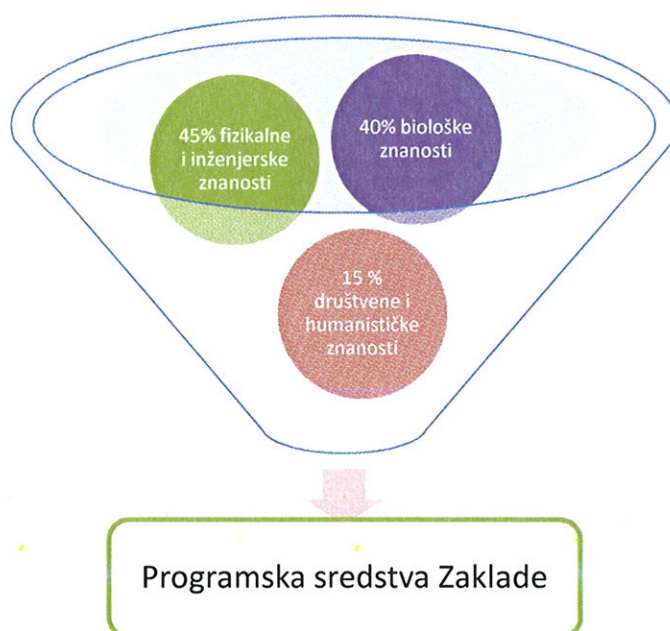 45% fizikalne
i inženjerske
znanosti
40% biološke
znanosti
15 %
društvene i
humanističke
znanosti
Programska sredstva Zaklade